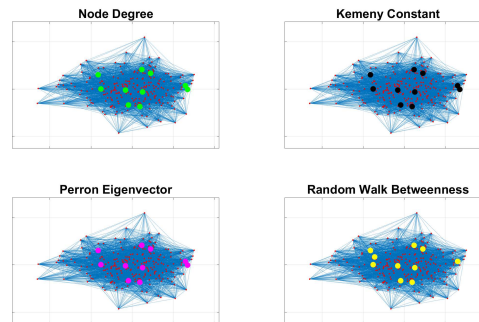 Node Degree
Kemeny Constant
Perron Eigenvector
Random Walk Betweenness